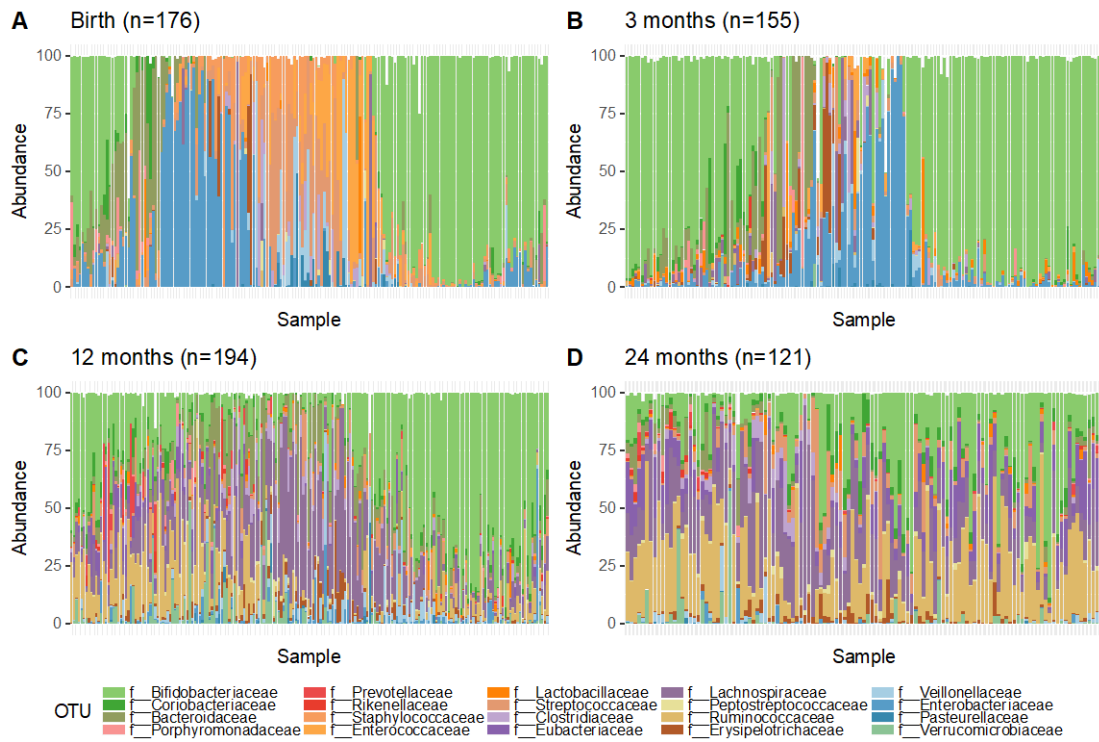 A Birth (n=176)
B 3 months (n=155)
100
75
50
25
0
Abundance
Sample
100
75
50
25
0
Abundance
Sample
C 12 months (n=194)
D 24 months (n=121)
100
75
50
25
0
Abundance
Sample
100
75
50
25
0
Abundance
Sample
OTU
f__Bifidobacteriaceae f__Prevotellaceae f__Lactobacillaceae f__Lachnospiraceae f__Veillonellaceae
f__Coriobacteriaceae f__Rikenellaceae f__Streptococcaceae f__Peptostreptococcaceae f__Enterobacteriaceae
f__Bacteroidaceae f__Staphylococcaceae f__Clostridiaceae f__Ruminococcaceae f__Pasteurellaceae
f__Porphyromonadaceae f__Enterococcaceae f__Eubacteriaceae f__Erysipelotrichaceae f__Verrucomicrobiaceae